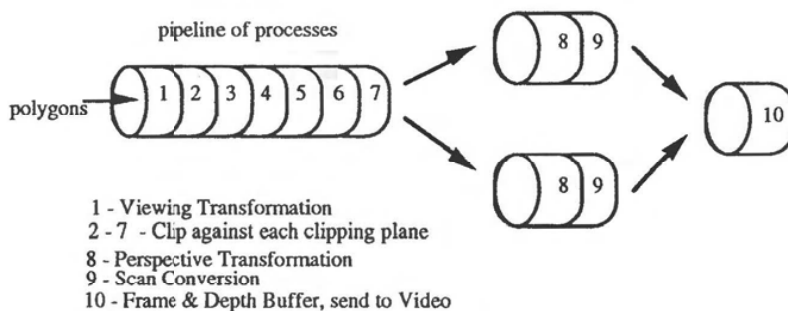 pipeline of processes
8 9
polygons
1 2 3 4 5 6 7
10
8 9
1 - Viewing Transformation
2 - 7 - Clip against each clipping plane
8 - Perspective Transformation
9 - Scan Conversion
10 - Frame & Depth Buffer, send to Video